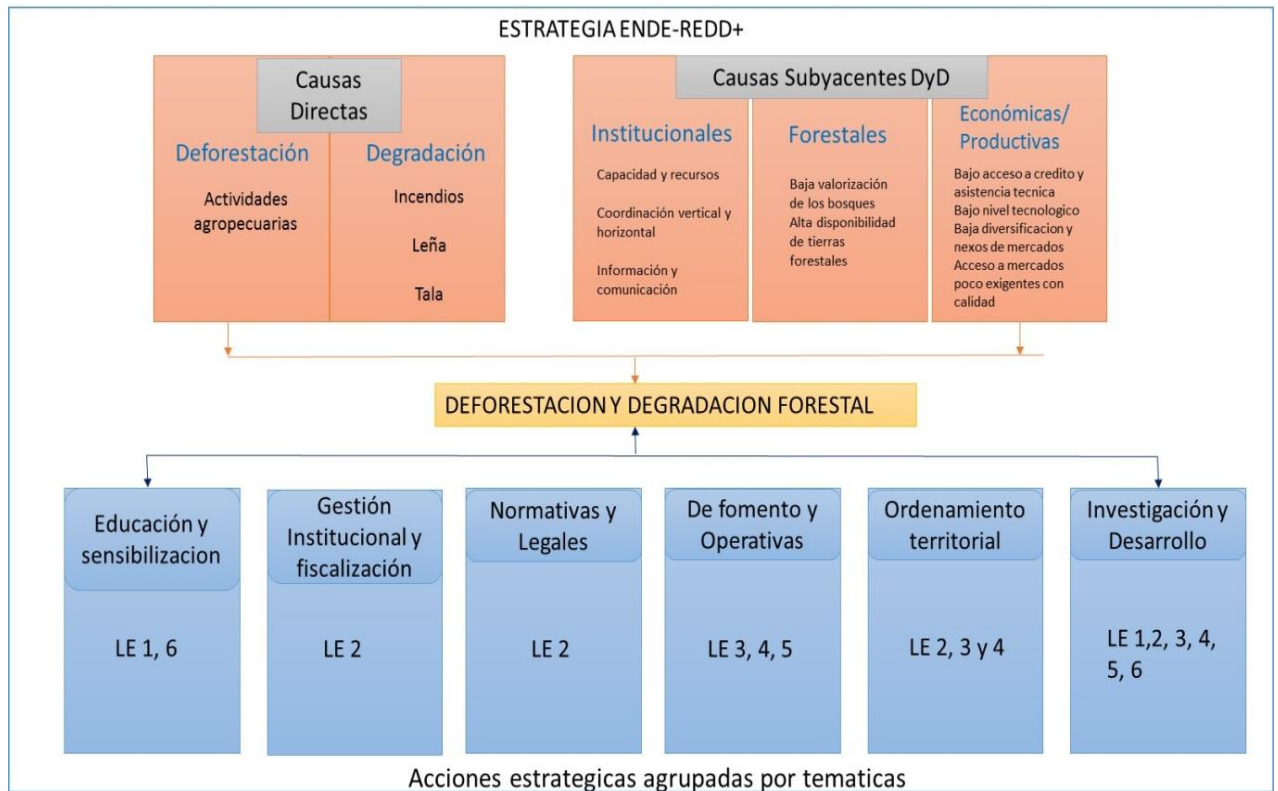 ESTRATEGIA ENDE-REDD+
Causas
Directas
Deforestación
Actividades
agropecuarias
Degradación
Incendios
Leña
Tala
Causas Subyacentes DyD
Institucionales
Capacidad y recursos
Coordinación vertical y
horizontal
Información y
comunicación
Forestales
Baja valorización
de los bosques
Alta disponibilidad
de tierras
forestales
Económicas/
Productivas
Bajo acceso a credito y
asistencia tecnica
Bajo nivel tecnologico
Baja diversificacion y
nexos de mercados
Acceso a mercados
poco exigentes con
calidad
DEFORESTACION Y DEGRADACION FORESTAL
Educación y
sensibilizacion
LE 1, 6
Gestión
Institucional y
fiscalización
LE 2
Normativas y
Legales
LE 2
De fomento y
Operativas
LE 3, 4, 5
Ordenamiento
territorial
LE 2, 3 y 4
Investigación y
Desarrollo
LE 1,2, 3, 4,
5, 6
Acciones estrategicas agrupadas por tematicas